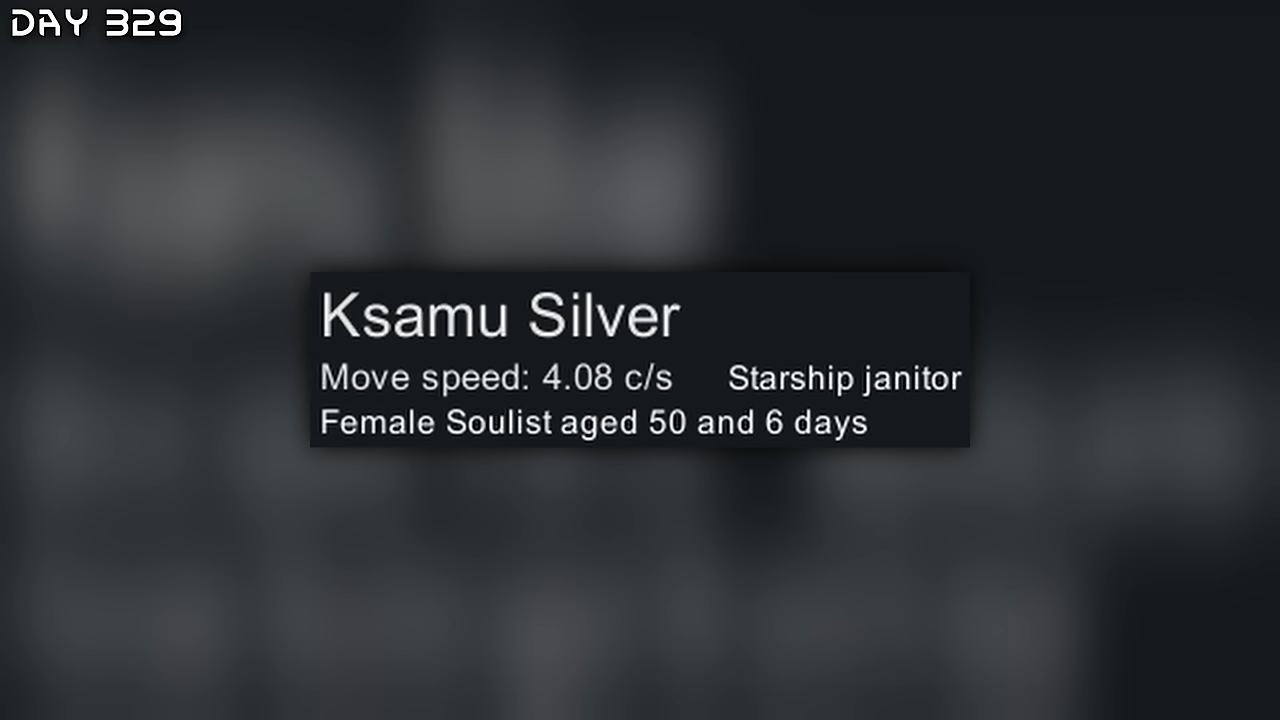 DAY 329
Ksamu Silver
Move speed: 4.08 c/s Starship janitor
Female Soulist aged 50 and 6 days